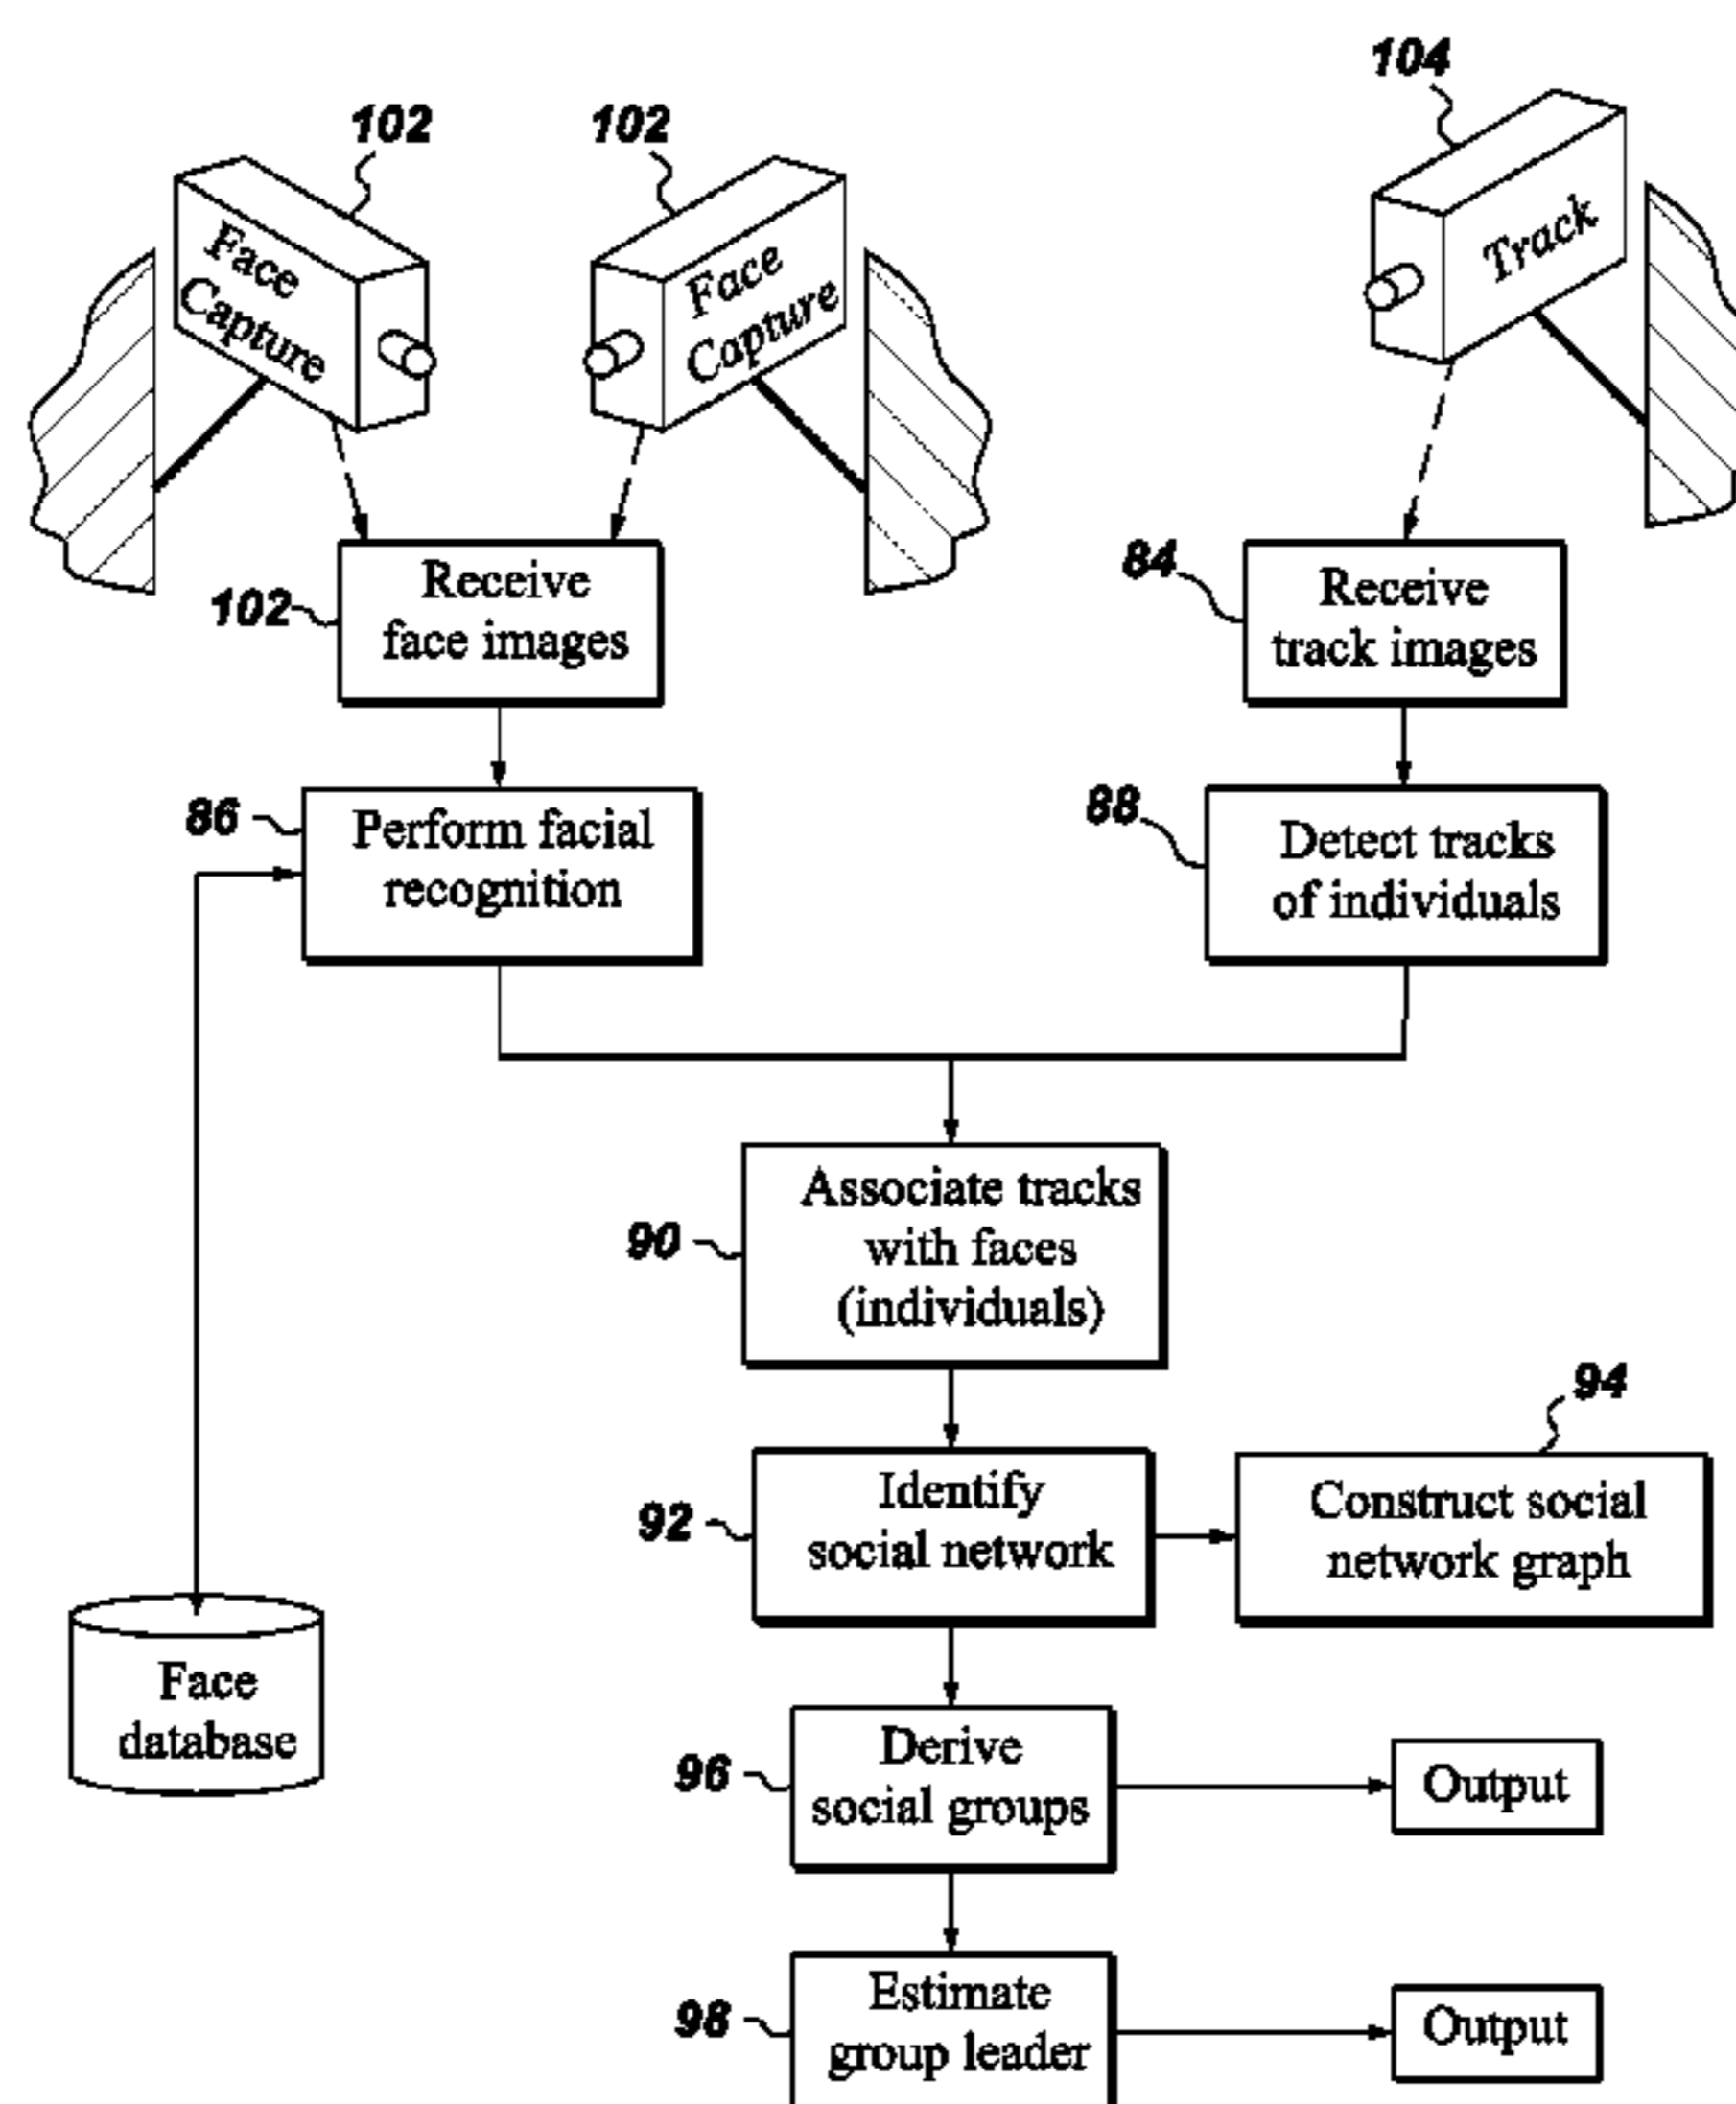 104
102
102
Face
Capture
Face
Capture
Track
102
Receive
face images
84
Receive
track images
86
Perform facial
recognition
88
Detect tracks
of individuals
90
Associate tracks
with faces
(individuals)
94
92
Identify
social network
Construct social
network graph
Face
database
96
Derive
social groups
Output
98
Estimate
group leader
Output